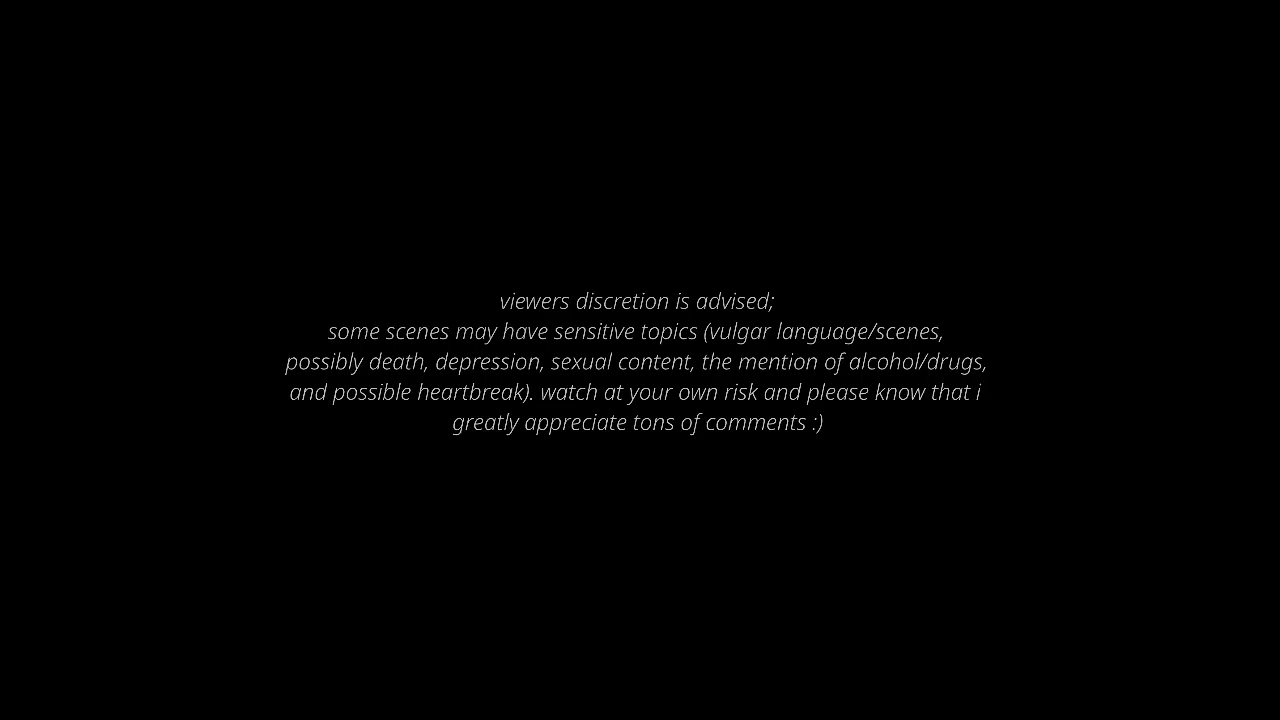 viewers discretion is advised;
some scenes may have sensitive topics (vulgar language/scenes,
possibly death, depression, sexual content, the mention of alcohol/drugs,
and possible heartbreak). watch at your own risk and please know that i
greatly appreciate tons of comments :)